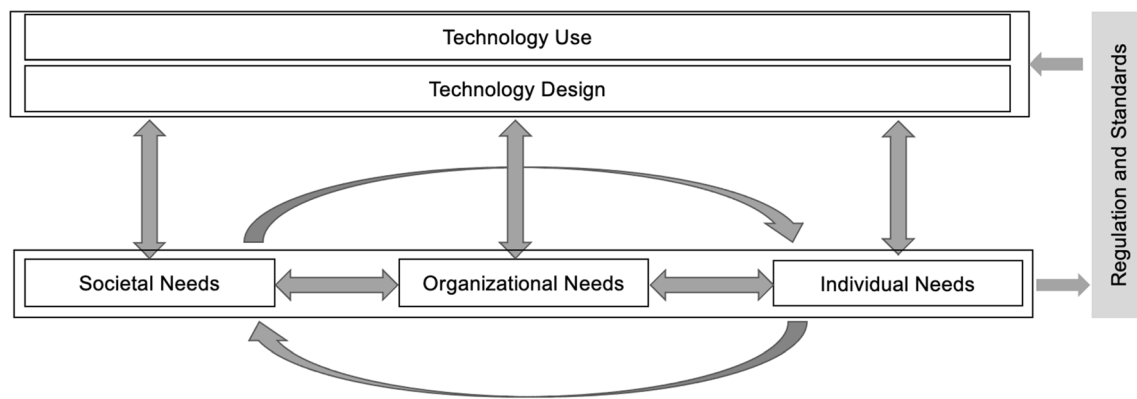 Technology Use
Technology Design
Regulation and Standards
Societal Needs
Organizational Needs
Individual Needs